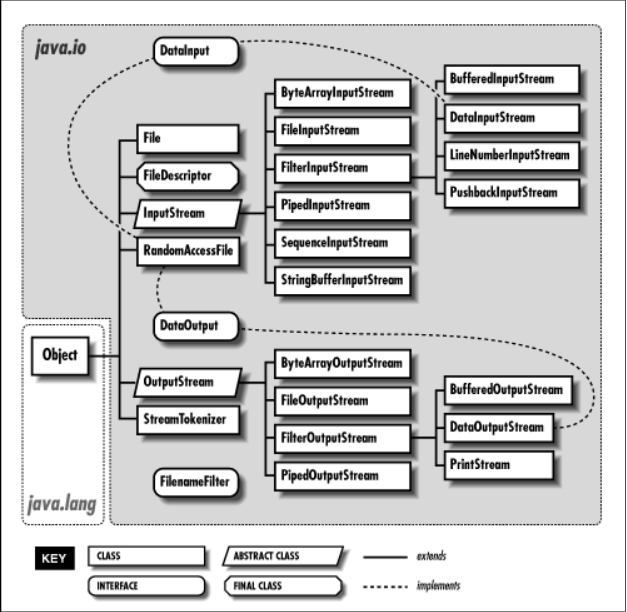 java.io
DataInput
ByteArrayInputStream
BufferedInputStream
File
FileInputStream
DataInputStream
FileDescriptor
FilterInputStream
LineNumberInputStream
InputStream
PipedInputStream
PushbackInputStream
RandomAccessFile
SequenceInputStream
StringBufferInputStream
DataOutput
Object
ByteArrayOutputStream
OutputStream
FileOutputStream
BufferedOutputStream
StreamTokenizer
FilterOutputStream
DataOutputStream
FilenameFilter
PipedOutputStream
PrintStream
java.lang
KEY
CLASS
ABSTRACT CLASS
extends
INTERFACE
FINAL CLASS
implements